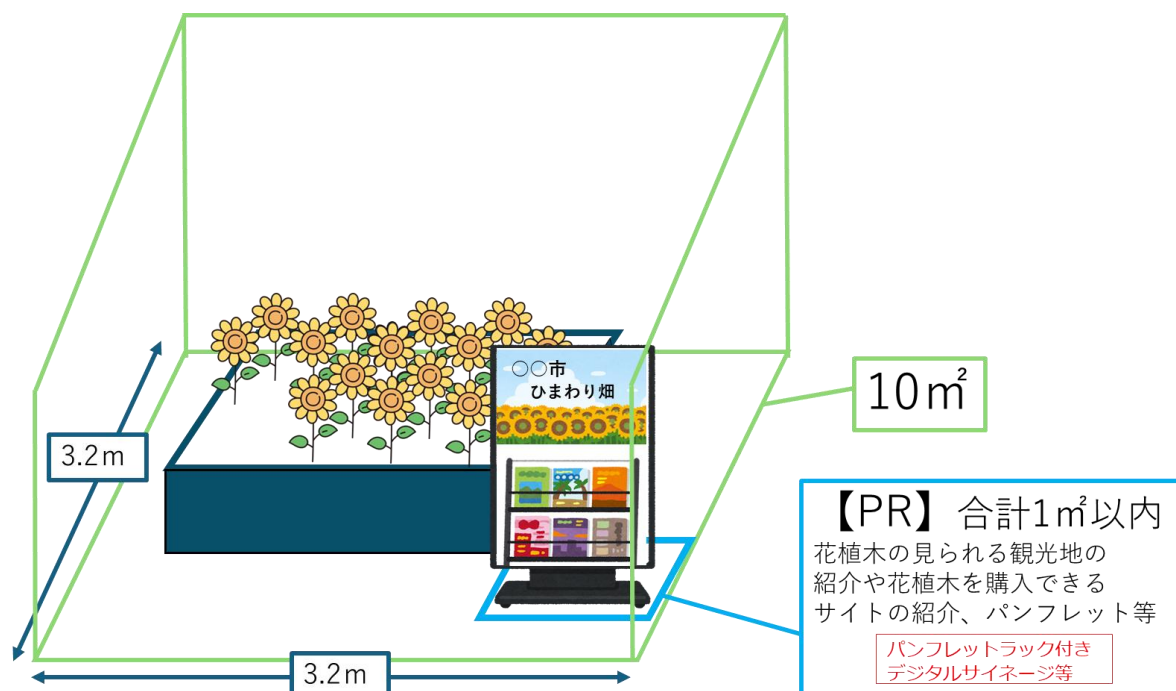 ○○市
ひまわり畑
10㎡
3.2m
【PR】合計1㎡以内
花植木の見られる観光地の
紹介や花植木を購入できる
サイトの紹介、パンフレット等
パンフレットラック付き
デジタルサイネージ等
3.2m